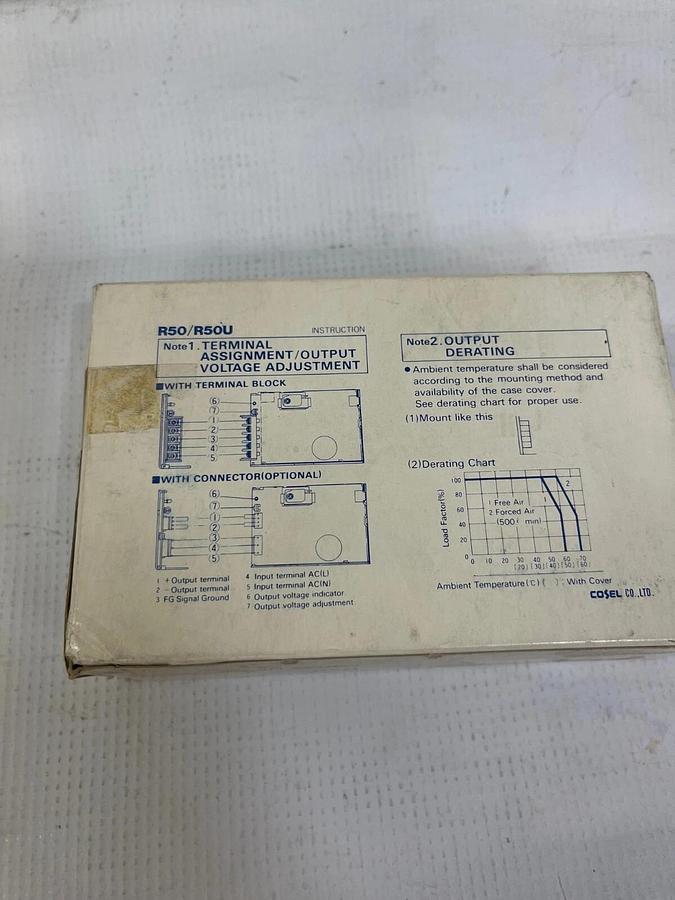 R50/R50U INSTRUCTION
Note1. TERMINAL
ASSIGNMENT/OUTPUT
VOLTAGE ADJUSTMENT
■WITH TERMINAL BLOCK
⑥
⑦
①
②
③
④
⑤
■WITH CONNECTOR(OPTIONAL)
⑥
⑦
①
②
③
④
⑤
1 + Output terminal
2 - Output terminal
3 FG Signal Ground
4 Input terminal AC(L)
5 Input terminal AC(N)
6 Output voltage indicator
7 Output voltage adjustment
Note2. OUTPUT
DERATING
● Ambient temperature shall be considered
according to the mounting method and
availability of the case cover.
See derating chart for proper use.
(1)Mount like this
(2)Derating Chart
Load Factor(%)
100
80
60
40
20
0
1 2
1 Free Air
2 Forced Air
(500ℓ min)
0 10 20 30 40 50 60 70
(20) (30) (40) (50) (60)
Ambient Temperature(℃) ( ): With Cover
COSEL CO.,LTD.